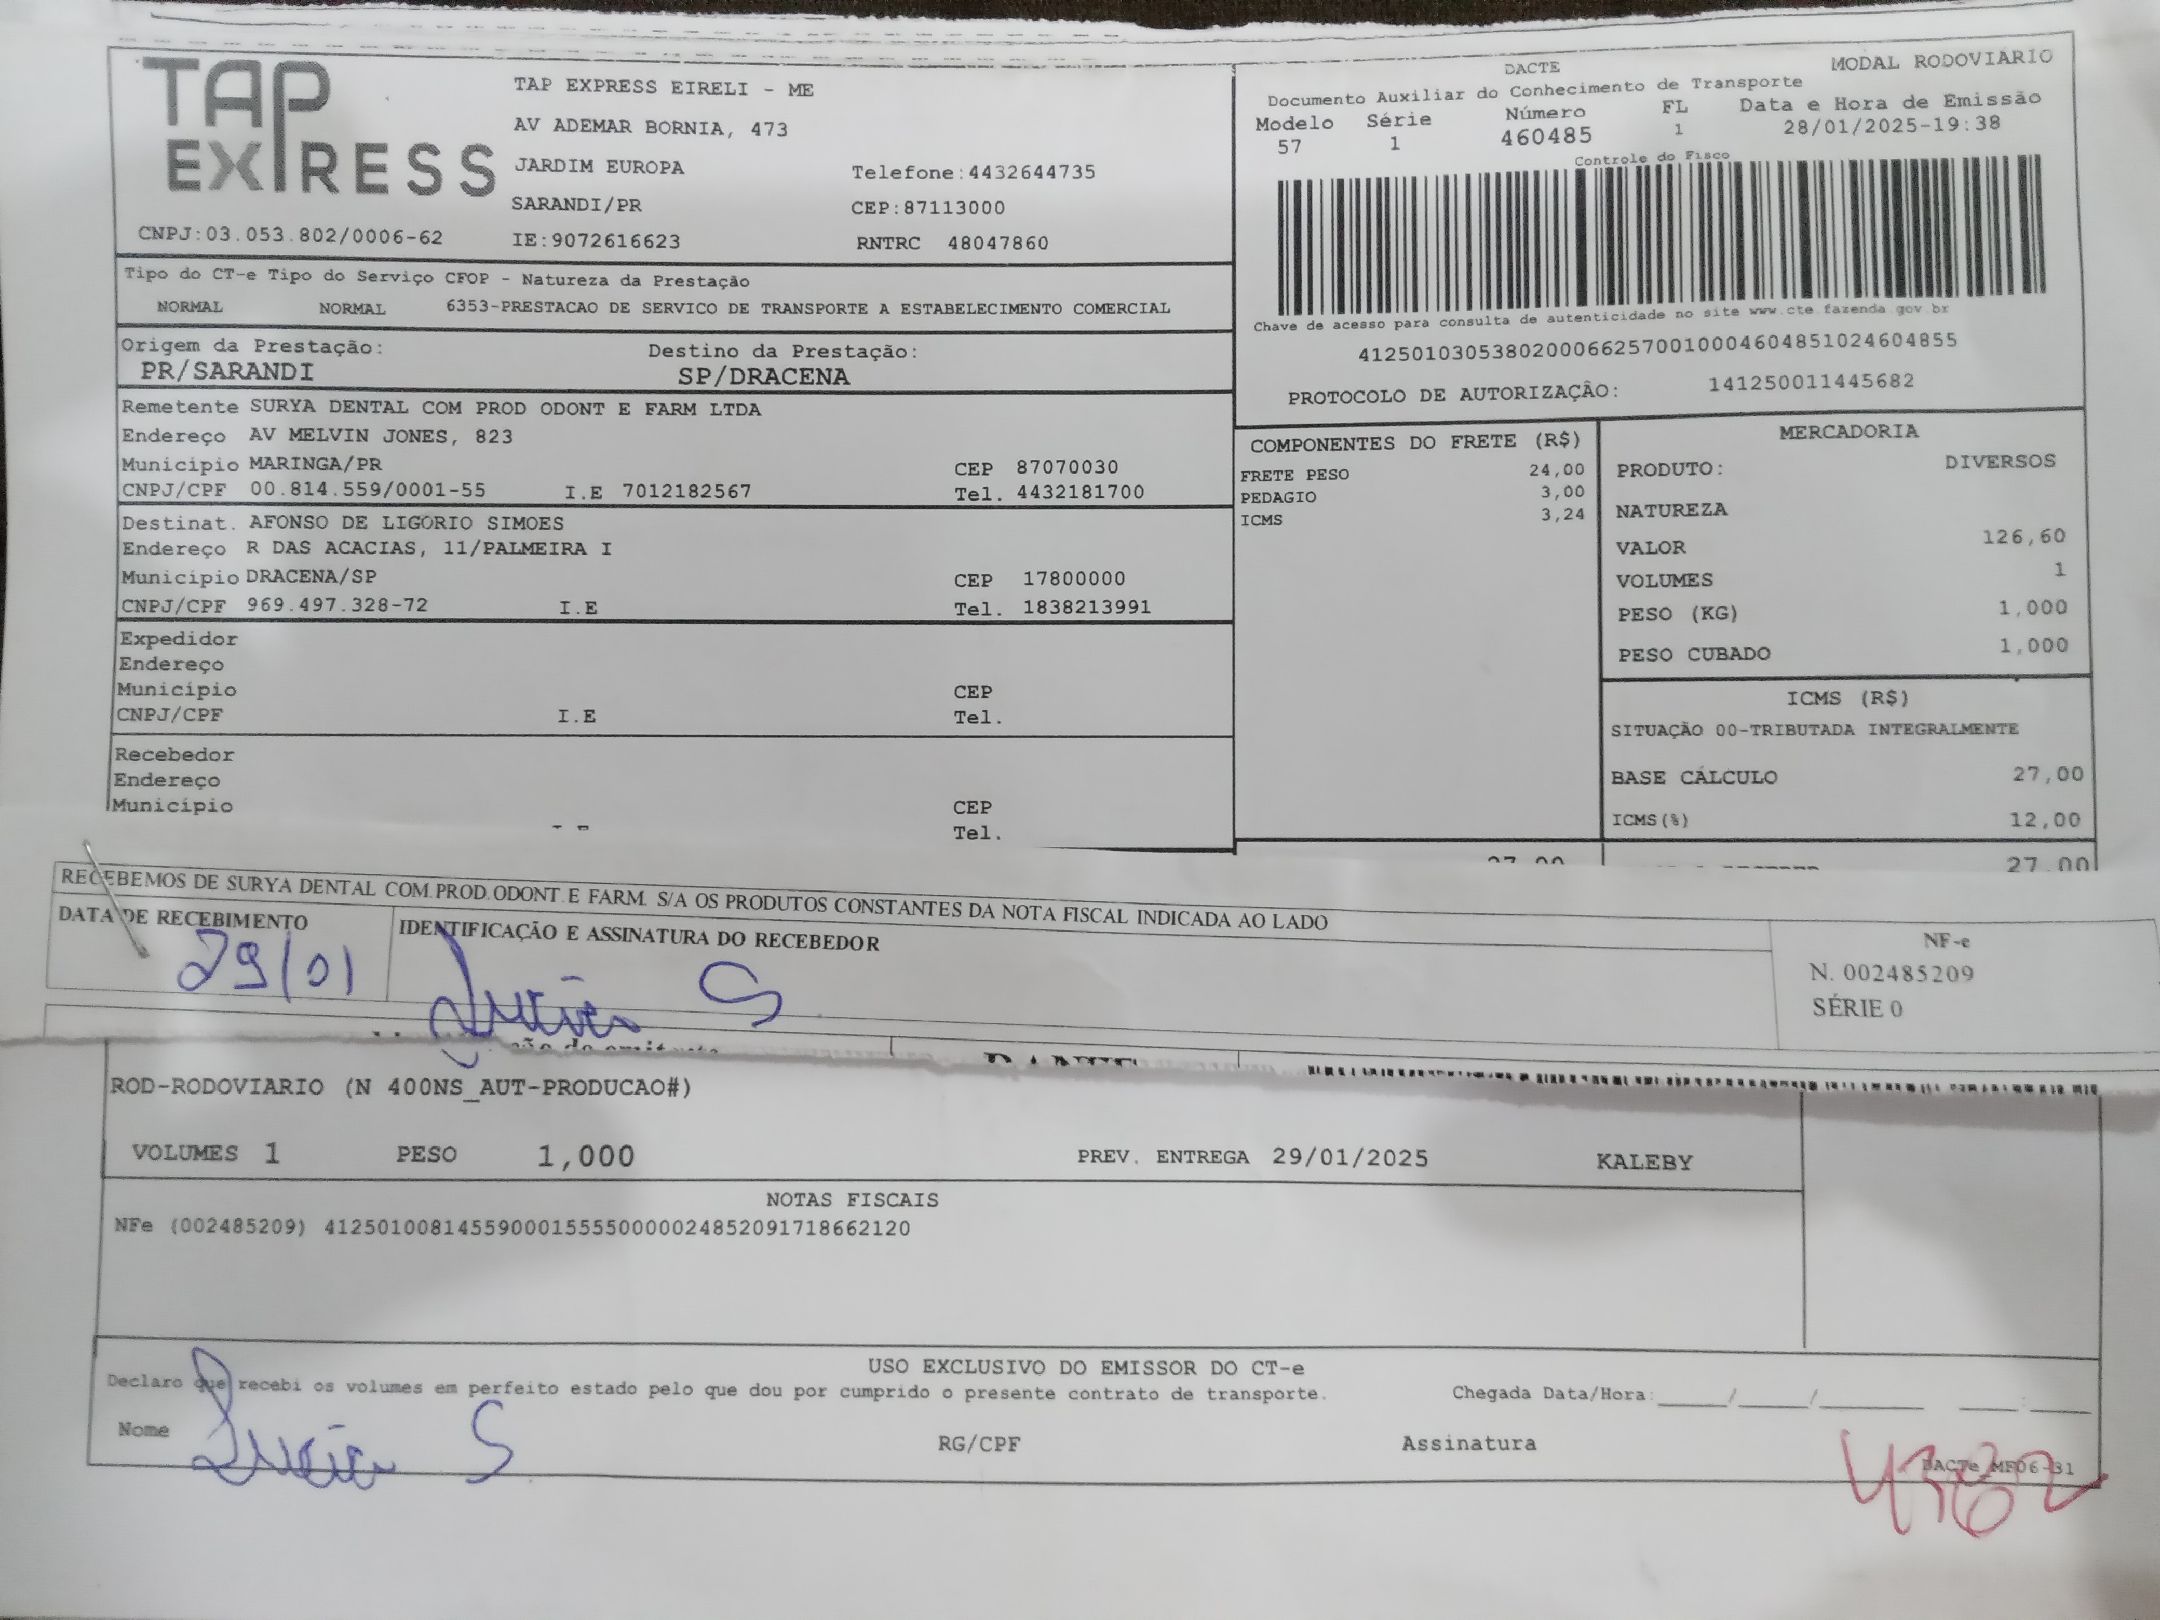 TAP EXPRESS
TAP EXPRESS EIRELI - ME
AV ADEMAR BORNIA, 473
JARDIM EUROPA Telefone:4432644735
SARANDI/PR CEP:87113000
CNPJ:03.053.802/0006-62 IE:9072616623 RNTRC 48047860
DACTE MODAL RODOVIARIO
Documento Auxiliar do Conhecimento de Transporte
Modelo Série Número FL Data e Hora de Emissão
57 1 460485 1 28/01/2025-19:38
Controle do Fisco
Chave de acesso para consulta de autenticidade no site www.cte.fazenda.gov.br
41250103053802000662570010004604851024604855
PROTOCOLO DE AUTORIZAÇÃO: 141250011445682
Tipo do CT-e Tipo do Serviço CFOP - Natureza da Prestação
NORMAL NORMAL 6353-PRESTACAO DE SERVICO DE TRANSPORTE A ESTABELECIMENTO COMERCIAL
Origem da Prestação: Destino da Prestação:
PR/SARANDI SP/DRACENA
Remetente SURYA DENTAL COM PROD ODONT E FARM LTDA
Endereço AV MELVIN JONES, 823
Município MARINGA/PR CEP 87070030
CNPJ/CPF 00.814.559/0001-55 I.E 7012182567 Tel. 4432181700
Destinat. AFONSO DE LIGORIO SIMOES
Endereço R DAS ACACIAS, 11/PALMEIRA I
Município DRACENA/SP CEP 17800000
CNPJ/CPF 969.497.328-72 I.E Tel. 1838213991
Expedidor
Endereço
Município CEP
CNPJ/CPF I.E Tel.
Recebedor
Endereço
Município CEP
Tel.
COMPONENTES DO FRETE (R$)
FRETE PESO 24,00
PEDAGIO 3,00
ICMS 3,24
MERCADORIA
PRODUTO: DIVERSOS
NATUREZA
VALOR 126,60
VOLUMES 1
PESO (KG) 1,000
PESO CUBADO 1,000
ICMS (R$)
SITUAÇÃO 00-TRIBUTADA INTEGRALMENTE
BASE CÁLCULO 27,00
ICMS(%) 12,00
27,00
RECEBEMOS DE SURYA DENTAL COM.PROD.ODONT.E FARM. S/A OS PRODUTOS CONSTANTES DA NOTA FISCAL INDICADA AO LADO
DATA DE RECEBIMENTO IDENTIFICAÇÃO E ASSINATURA DO RECEBEDOR
29/01
NF-e
N. 002485209
SÉRIE 0
ROD-RODOVIARIO (N 400NS_AUT-PRODUCAO#)
VOLUMES 1 PESO 1,000 PREV. ENTREGA 29/01/2025 KALEBY
NOTAS FISCAIS
NFe (002485209) 41250100814559000155550000024852091718662120
USO EXCLUSIVO DO EMISSOR DO CT-e
Declaro que recebi os volumes em perfeito estado pelo que dou por cumprido o presente contrato de transporte. Chegada Data/Hora:____/____/______ ____:____
Nome RG/CPF Assinatura
DACTe_MF06-31